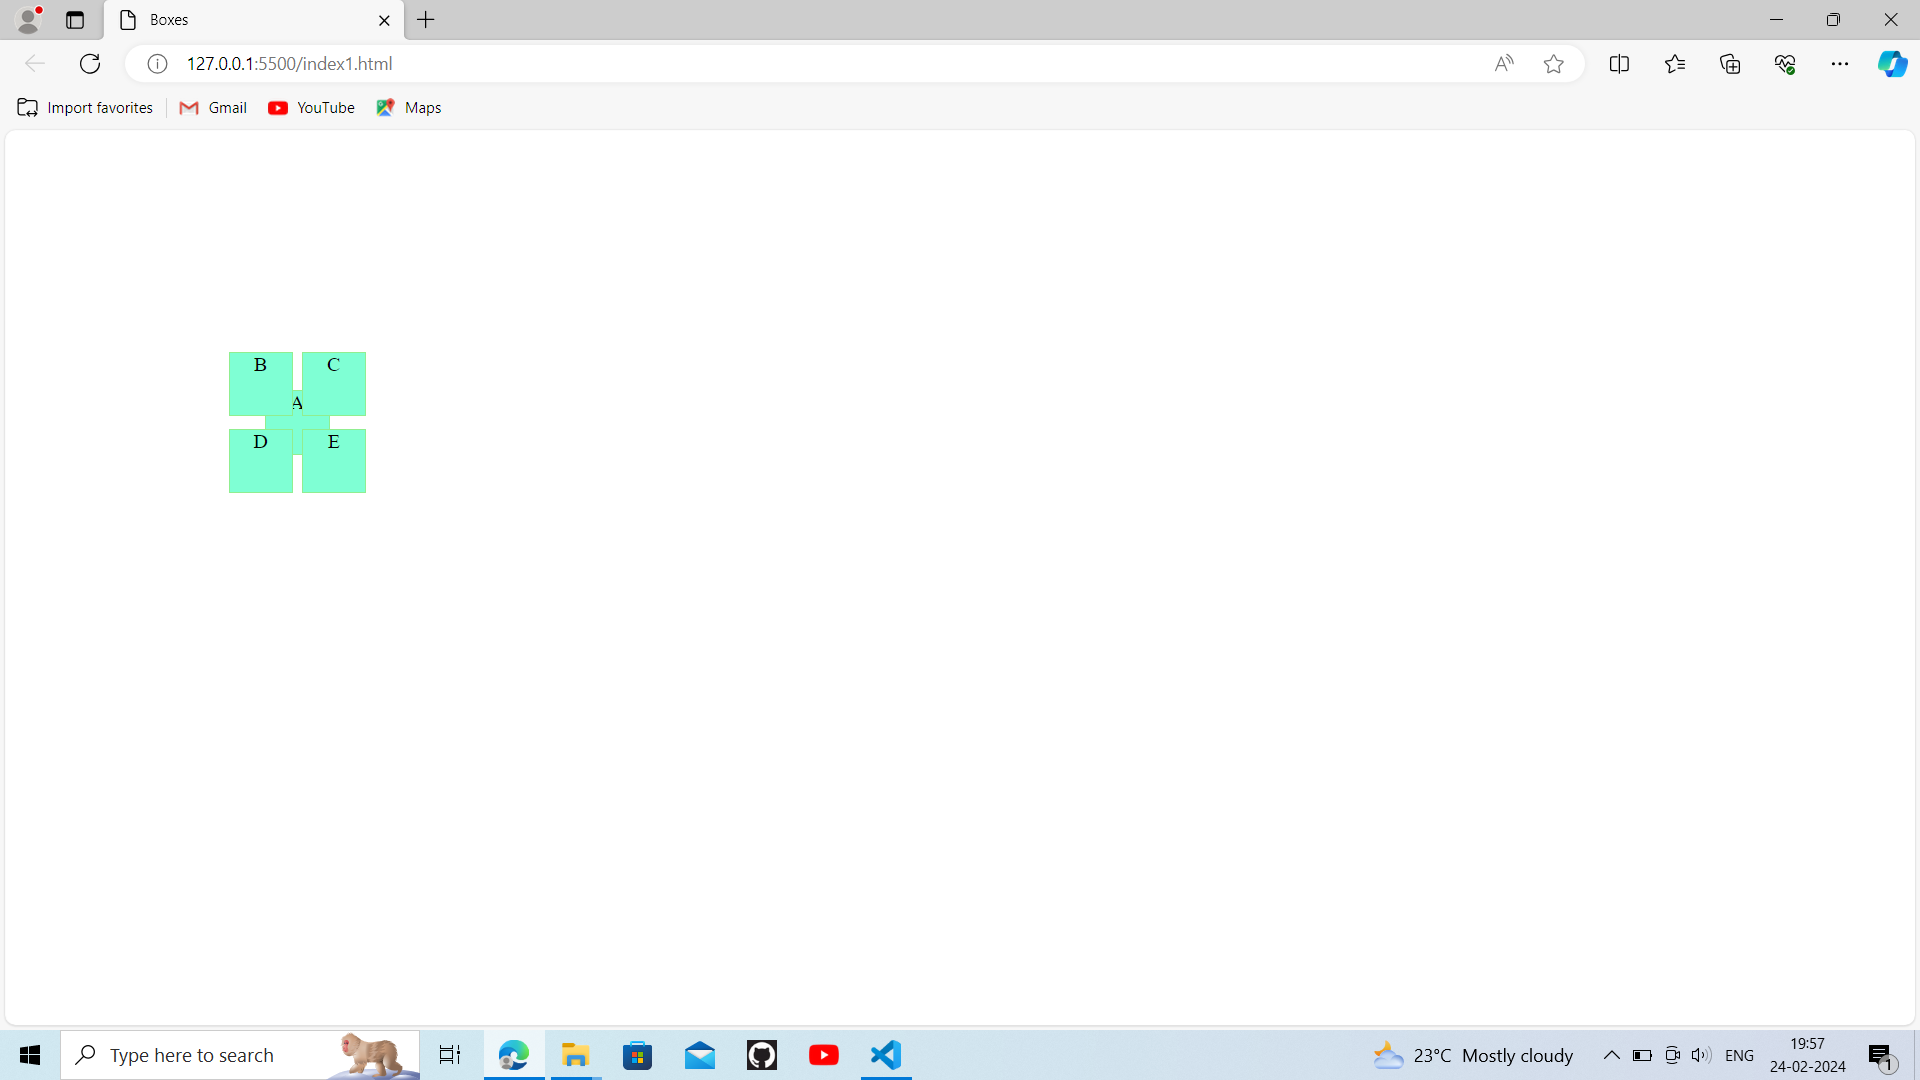 Boxes
127.0.0.1:5500/index1.html
Import favorites Gmail YouTube Maps
B C
A
D E
Type here to search 23°C Mostly cloudy ENG 19:57
24-02-2024 1